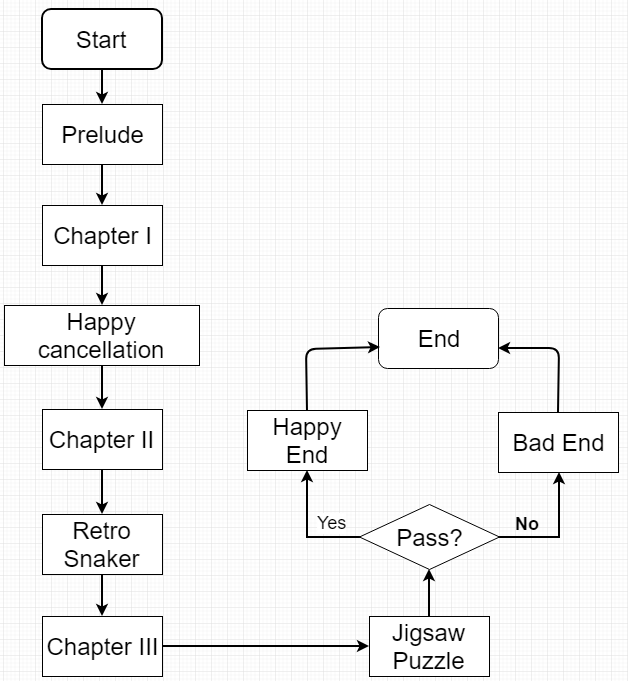 Start
Prelude
Chapter I
Happy
cancellation
Chapter II
Retro
Snaker
Chapter III
Jigsaw
Puzzle
Pass?
Yes
No
Happy
End
Bad End
End